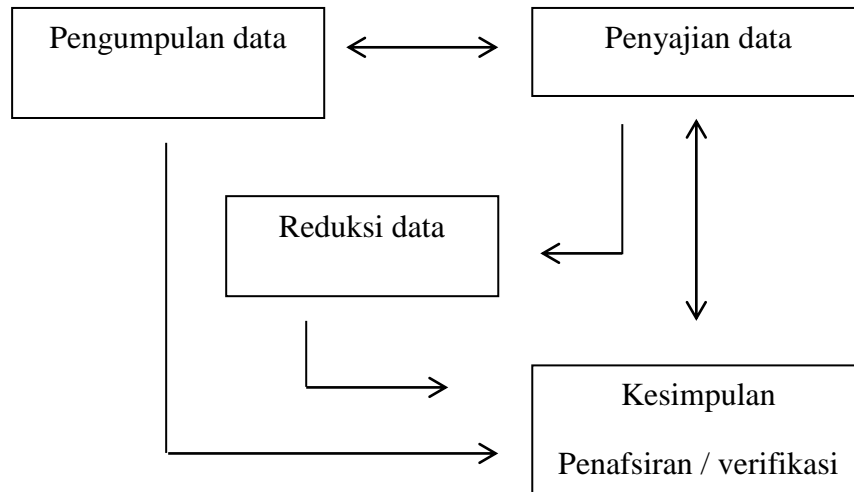 Pengumpulan data
Penyajian data
Reduksi data
Kesimpulan
Penafsiran / verifikasi